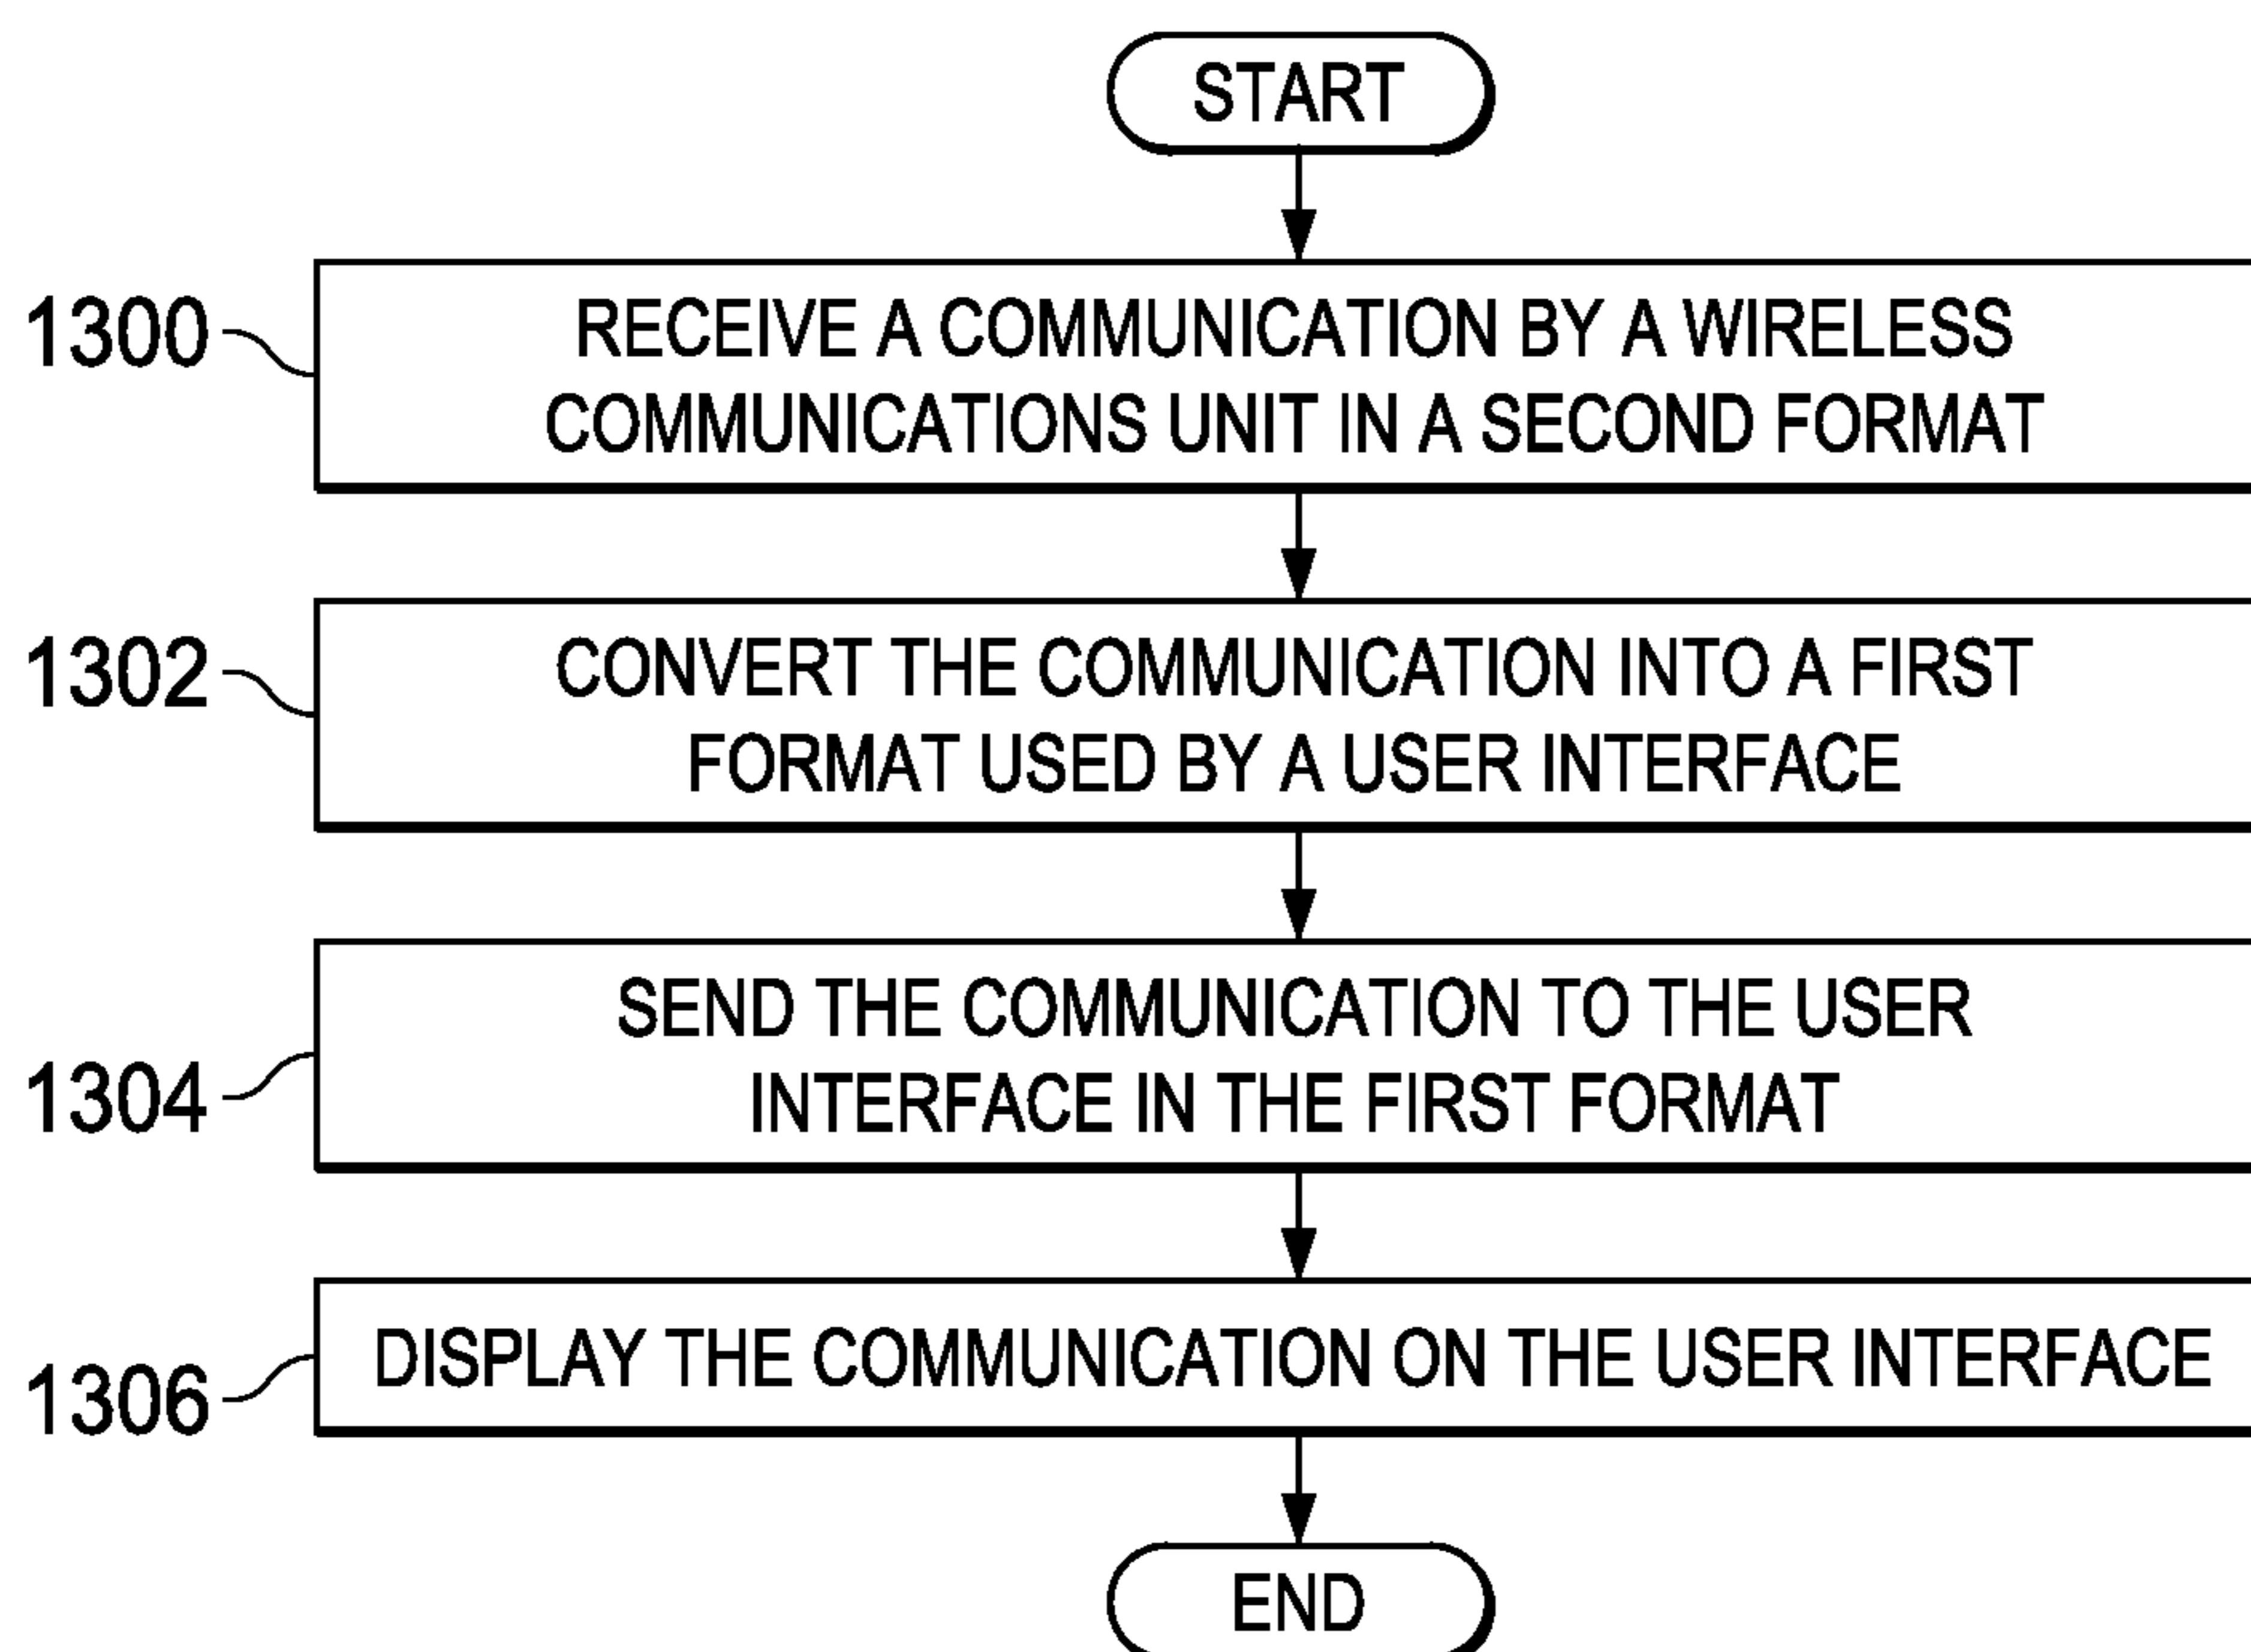 START
1300
RECEIVE A COMMUNICATION BY A WIRELESS
COMMUNICATIONS UNIT IN A SECOND FORMAT
1302
CONVERT THE COMMUNICATION INTO A FIRST
FORMAT USED BY A USER INTERFACE
1304
SEND THE COMMUNICATION TO THE USER
INTERFACE IN THE FIRST FORMAT
1306
DISPLAY THE COMMUNICATION ON THE USER INTERFACE
END